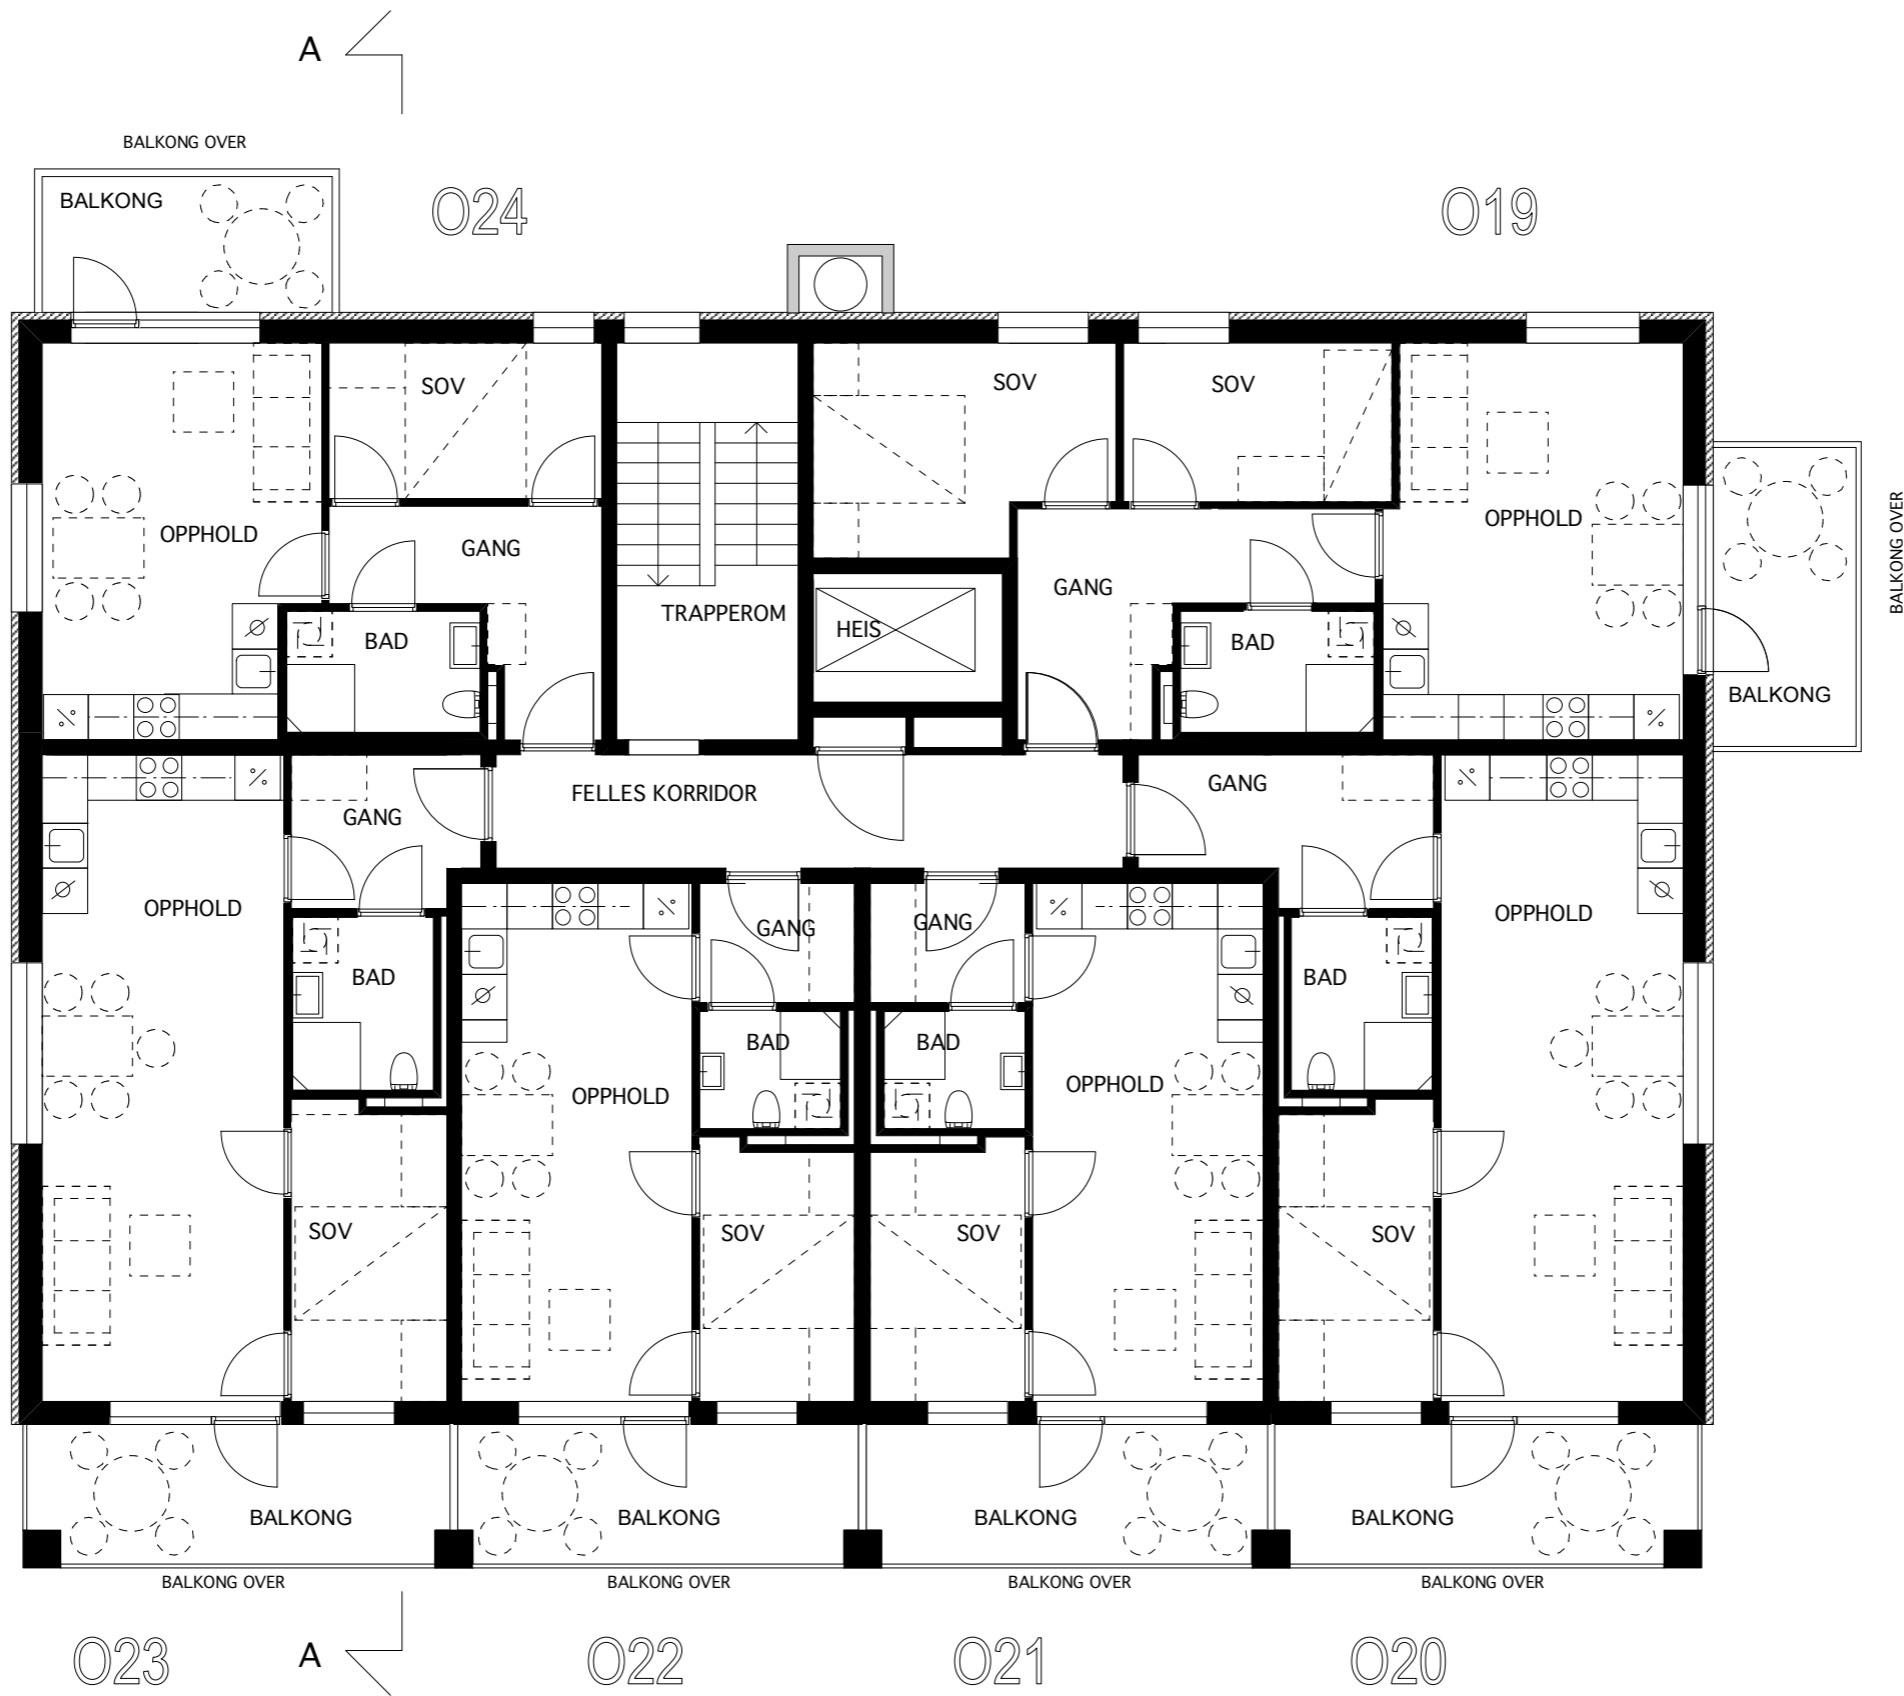 A
BALKONG OVER
BALKONG
O24
O19
SOV
SOV
SOV
OPPHOLD
GANG
OPPHOLD
BALKONG OVER
TRAPPEROM
HEIS
GANG
BAD
BAD
BALKONG
FELLES KORRIDOR
GANG
GANG
OPPHOLD
GANG
GANG
OPPHOLD
BAD
BAD
BAD
BAD
OPPHOLD
OPPHOLD
SOV
SOV
SOV
SOV
BALKONG
BALKONG
BALKONG
BALKONG
BALKONG OVER
BALKONG OVER
BALKONG OVER
BALKONG OVER
O23
A
O22
O21
O20